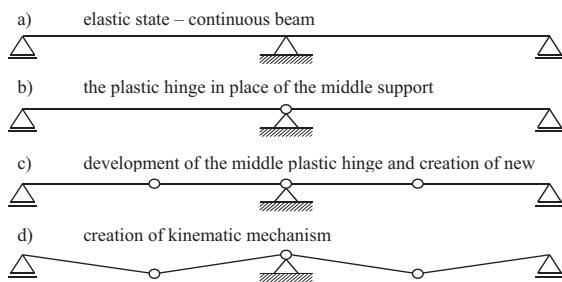 a) elastic state – continuous beam
b) the plastic hinge in place of the middle support
c) development of the middle plastic hinge and creation of new
d) creation of kinematic mechanism